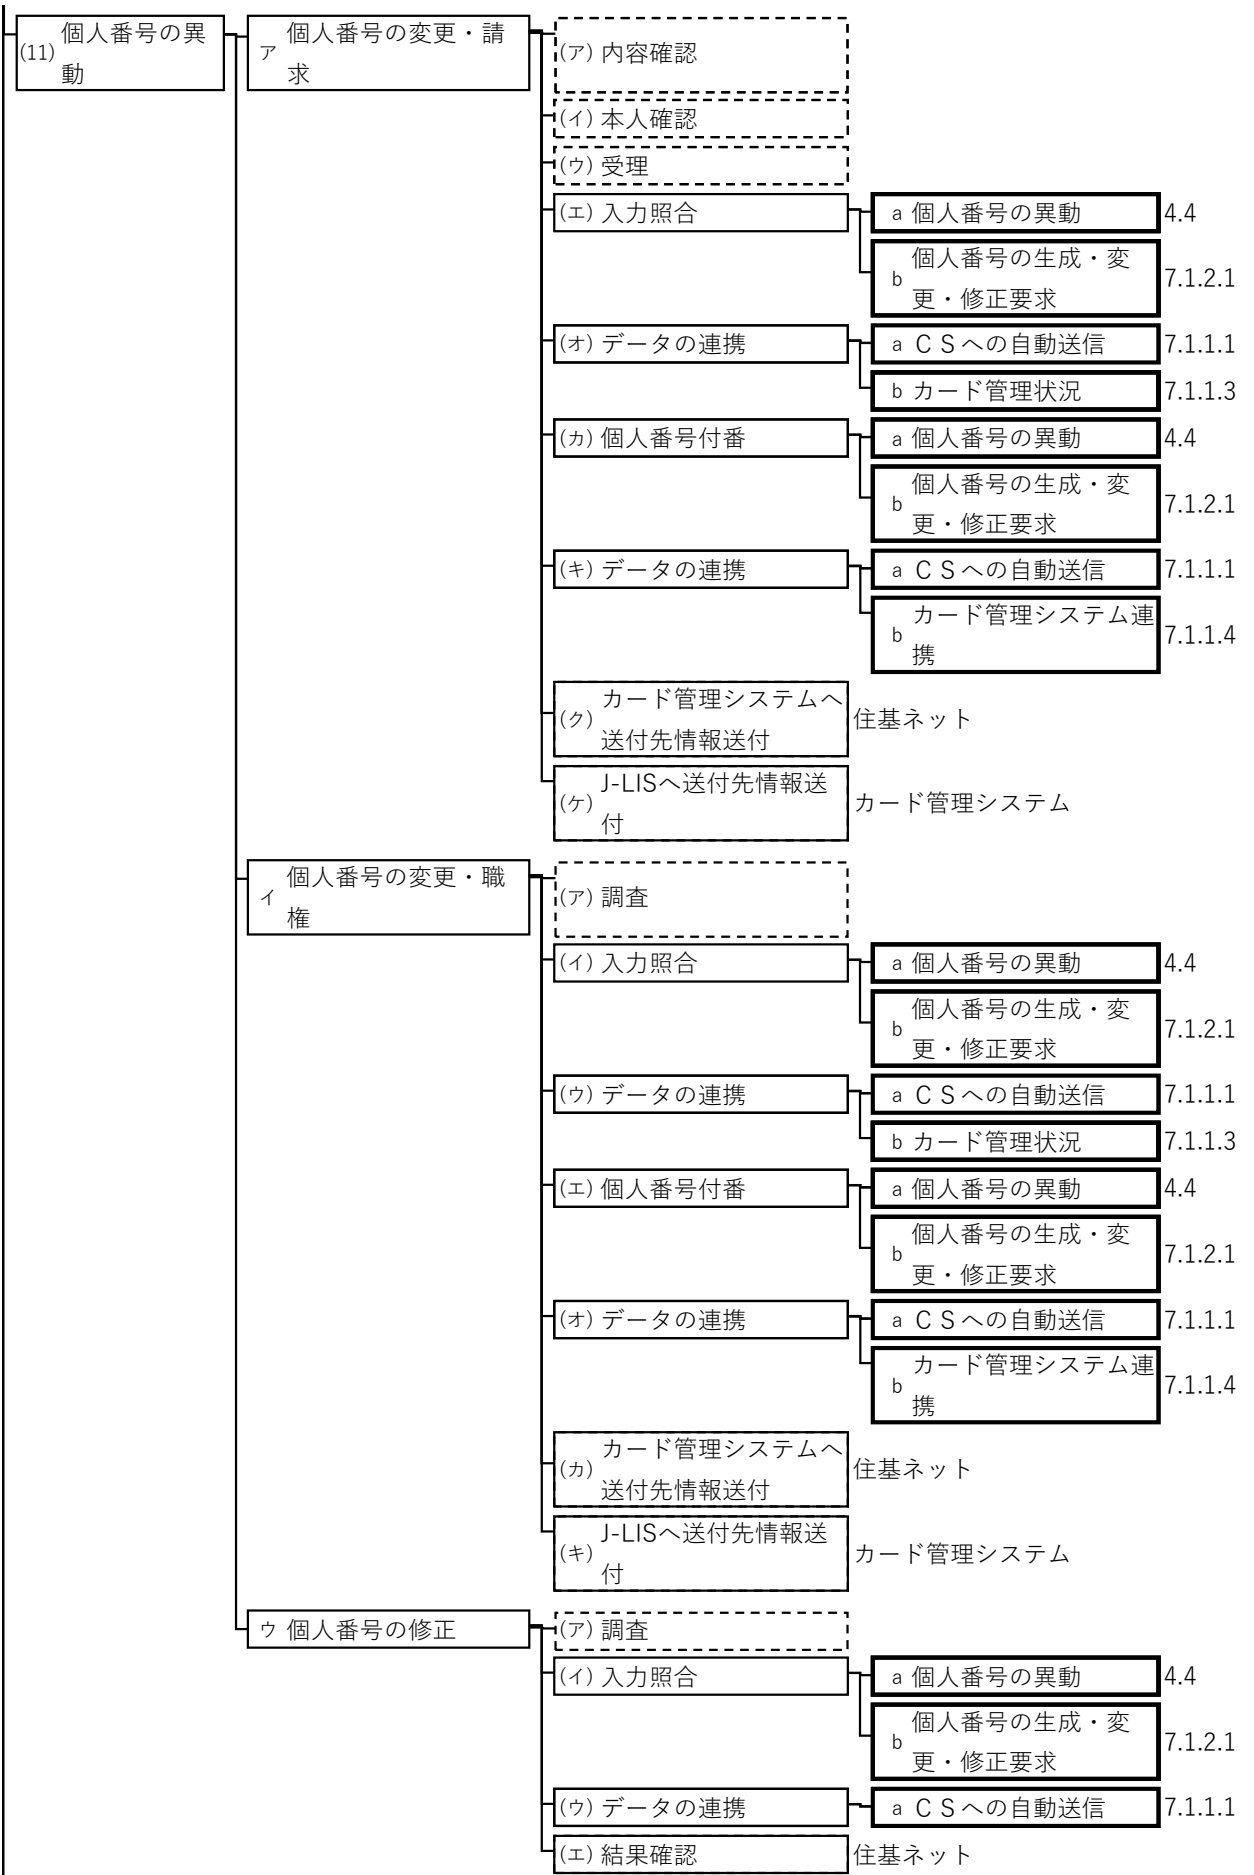 (11) 個人番号の異
動
ア 個人番号の変更・請
求
(ア) 内容確認
(イ) 本人確認
(ウ) 受理
(エ) 入力照合
a 個人番号の異動 4.4
b 個人番号の生成・変
更・修正要求 7.1.2.1
(オ) データの連携
a ＣＳへの自動送信 7.1.1.1
b カード管理状況 7.1.1.3
(カ) 個人番号付番
a 個人番号の異動 4.4
b 個人番号の生成・変
更・修正要求 7.1.2.1
(キ) データの連携
a ＣＳへの自動送信 7.1.1.1
b カード管理システム連
携 7.1.1.4
(ク) カード管理システムへ
送付先情報送付 住基ネット
(ケ) J-LISへ送付先情報送
付 カード管理システム
イ 個人番号の変更・職
権
(ア) 調査
(イ) 入力照合
a 個人番号の異動 4.4
b 個人番号の生成・変
更・修正要求 7.1.2.1
(ウ) データの連携
a ＣＳへの自動送信 7.1.1.1
b カード管理状況 7.1.1.3
(エ) 個人番号付番
a 個人番号の異動 4.4
b 個人番号の生成・変
更・修正要求 7.1.2.1
(オ) データの連携
a ＣＳへの自動送信 7.1.1.1
b カード管理システム連
携 7.1.1.4
(カ) カード管理システムへ
送付先情報送付 住基ネット
(キ) J-LISへ送付先情報送
付 カード管理システム
ウ 個人番号の修正
(ア) 調査
(イ) 入力照合
a 個人番号の異動 4.4
b 個人番号の生成・変
更・修正要求 7.1.2.1
(ウ) データの連携
a ＣＳへの自動送信 7.1.1.1
(エ) 結果確認 住基ネット